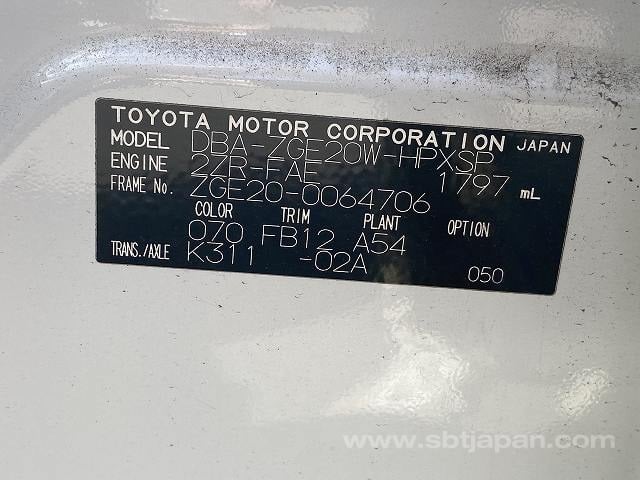 TOYOTA MOTOR CORPORATION JAPAN
MODEL DBA-ZGE20W-HPXSP
ENGINE 2ZR-FAE 1797 mL
FRAME No. ZGE20-0064706
COLOR TRIM PLANT OPTION
070 FB12 A54
TRANS./AXLE K311 -02A 050
www.sbtjapan.com